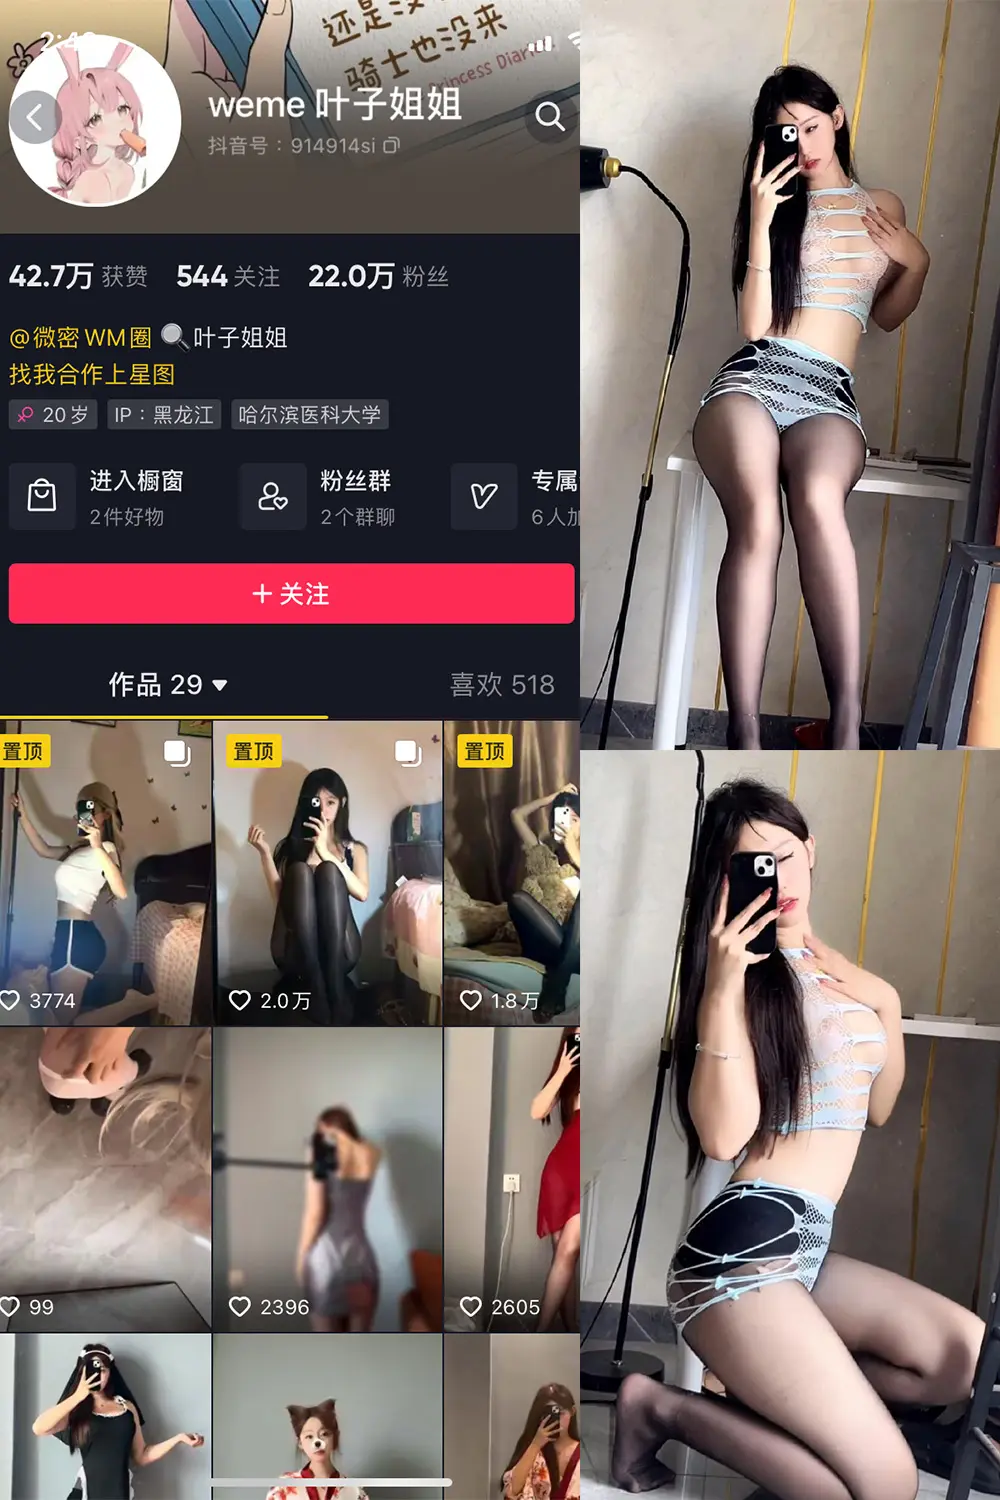 还是没
骑士也没来
Princess Diar
2:4
weme 叶子姐姐
抖音号：914914si
42.7万 获赞 544 关注 22.0万 粉丝
@微密WM圈 🔍叶子姐姐
找我合作上星图
20岁 IP：黑龙江 哈尔滨医科大学
进入橱窗 粉丝群 专属
2件好物 2个群聊 6人加
+ 关注
作品 29 喜欢 518
置顶 置顶 置顶
3774 2.0万 1.8万
99 2396 2605